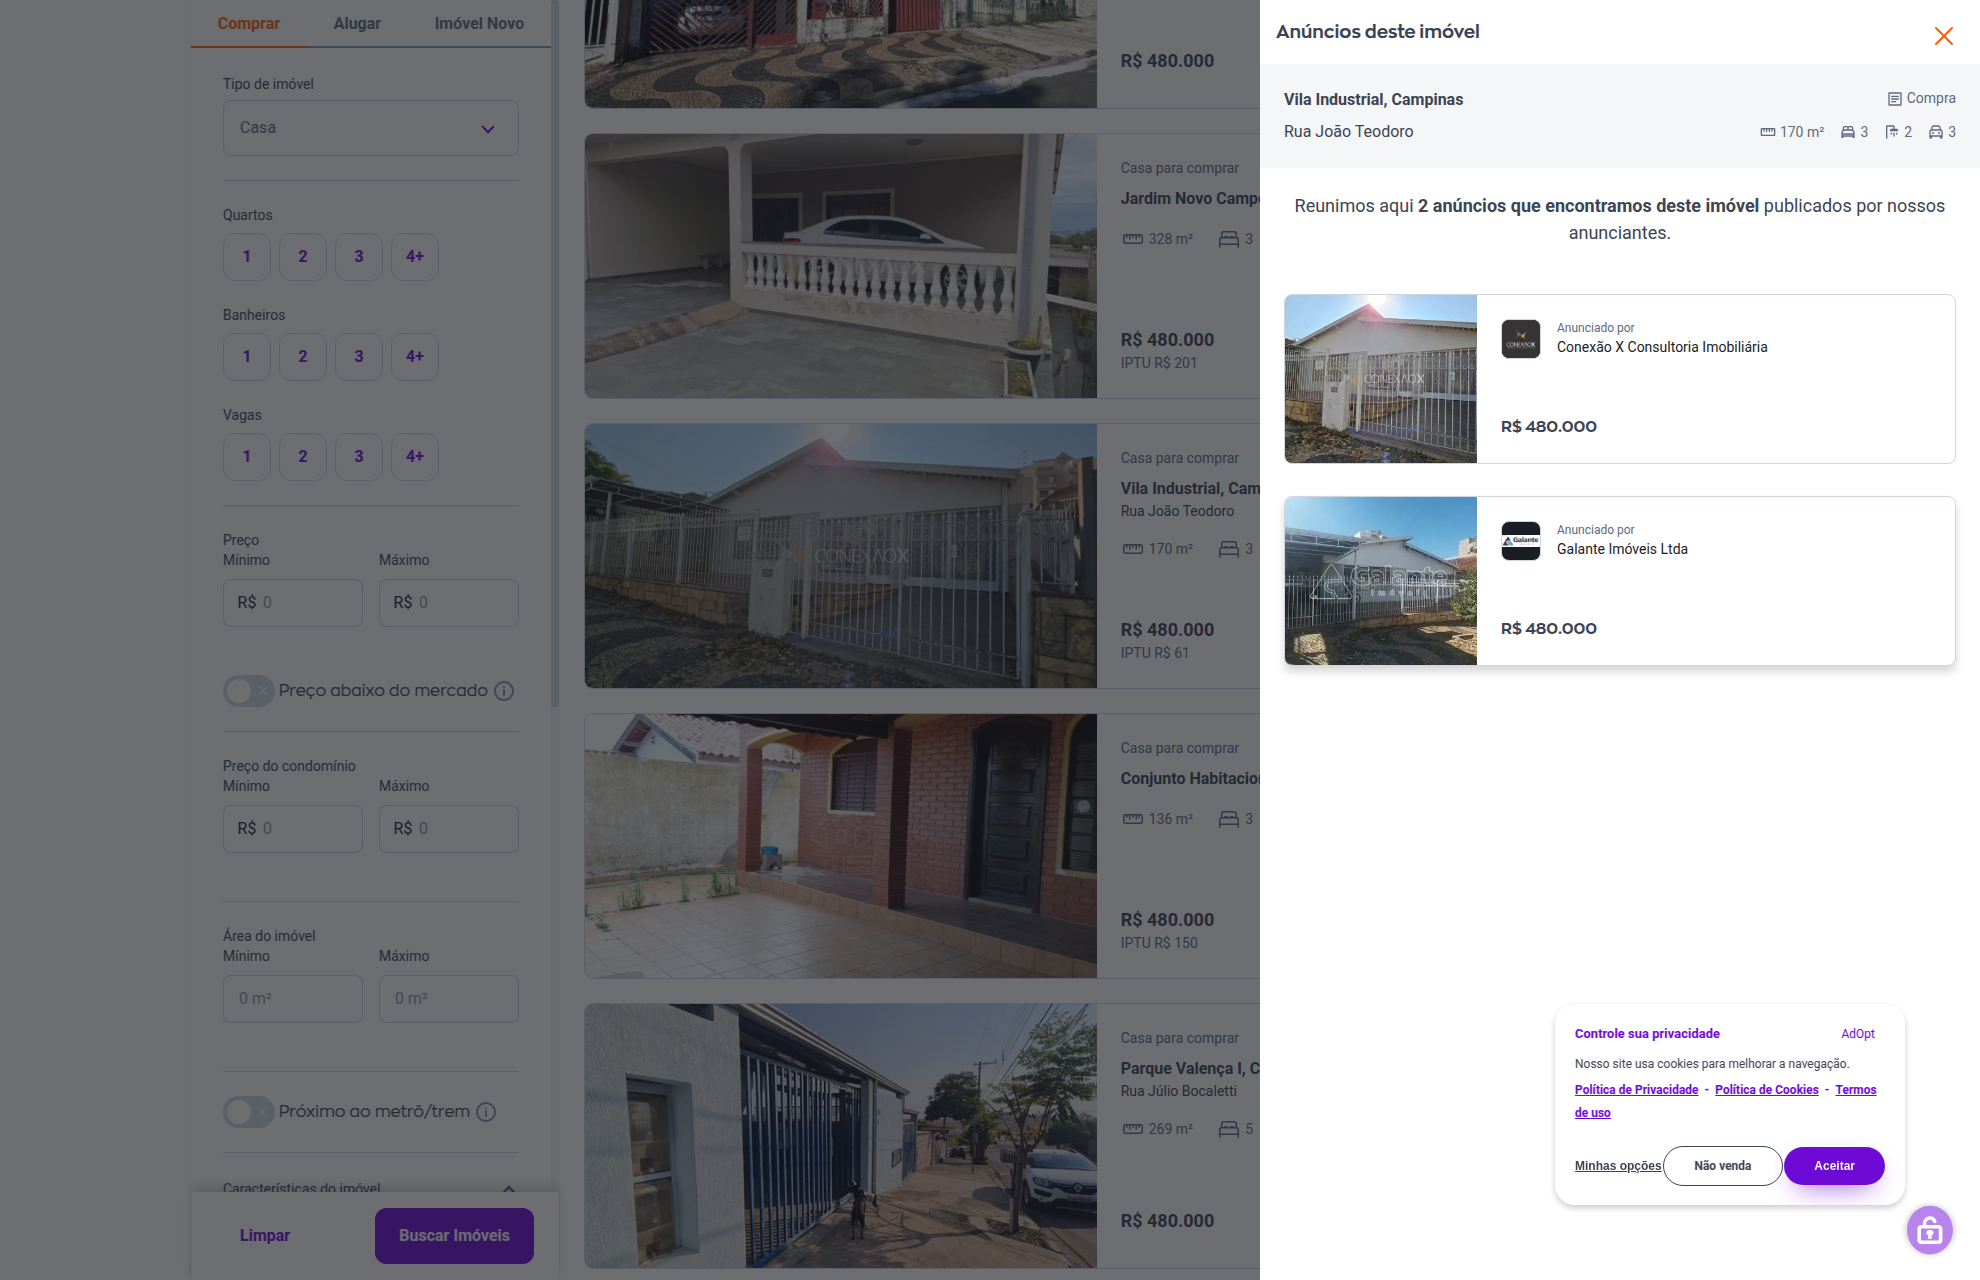 Comprar
Alugar
Imóvel Novo
Tipo de imóvel
Casa
Quartos
1
2
3
4+
Banheiros
1
2
3
4+
Vagas
1
2
3
4+
Preço
Mínimo
Máximo
R$ 0
R$ 0
Preço abaixo do mercado
Preço do condomínio
Mínimo
Máximo
R$ 0
R$ 0
Área do imóvel
Mínimo
Máximo
0 m²
0 m²
Próximo ao metrô/trem
Características do imóvel
Limpar
Buscar Imóveis
R$ 480.000
Casa para comprar
Jardim Novo Camp
328 m²
3
R$ 480.000
IPTU R$ 201
CONEXAOX
Casa para comprar
Vila Industrial, Cam
Rua João Teodoro
170 m²
3
R$ 480.000
IPTU R$ 61
Casa para comprar
Conjunto Habitacio
136 m²
3
R$ 480.000
IPTU R$ 150
Casa para comprar
Parque Valença I, C
Rua Júlio Bocaletti
269 m²
5
R$ 480.000
Anúncios deste imóvel
Vila Industrial, Campinas
Compra
Rua João Teodoro
170 m²
3
2
3
Reunimos aqui 2 anúncios que encontramos deste imóvel publicados por nossos
anunciantes.
CONEXAOX
CONEXAOX
Anunciado por
Conexão X Consultoria Imobiliária
R$ 480.000
Galante
imóveis
Galante
Anunciado por
Galante Imóveis Ltda
R$ 480.000
Controle sua privacidade
AdOpt
Nosso site usa cookies para melhorar a navegação.
Política de Privacidade - Política de Cookies - Termos
de uso
Minhas opções
Não venda
Aceitar